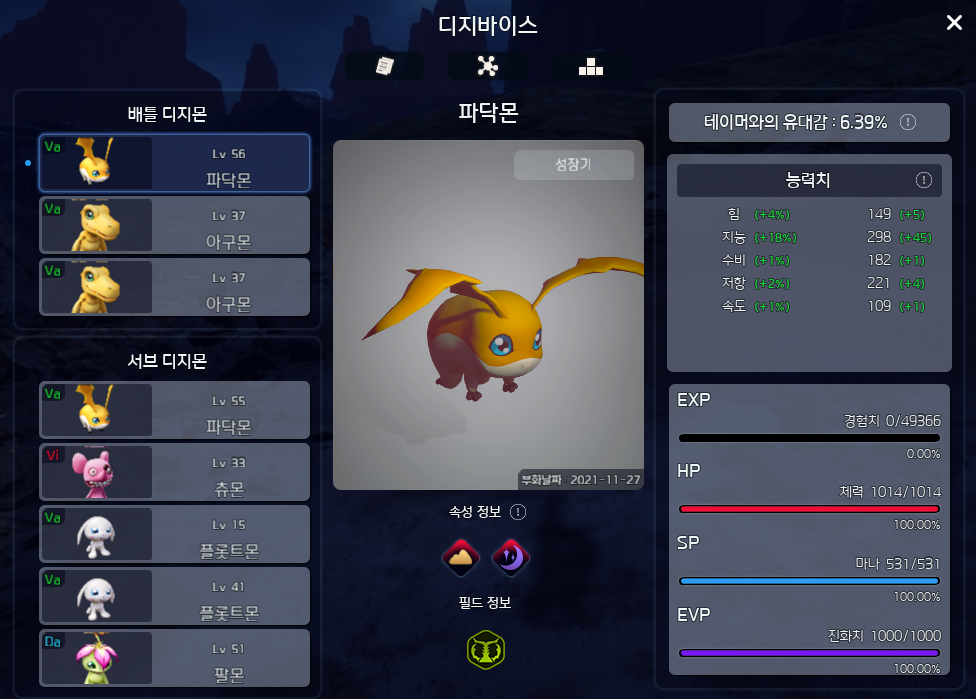 디지바이스
배틀 디지몬
Va
Lv 56
파닥몬
Va
Lv 37
아구몬
Va
Lv 37
아구몬
서브 디지몬
Va
Lv 55
파닥몬
Vi
Lv 33
츄몬
Va
Lv 15
플롯트몬
Va
Lv 41
플롯트몬
Da
Lv 51
팔몬
파닥몬
성장기
부화날짜 : 2021-11-27
속성 정보
필드 정보
테이머와의 유대감 : 6.39%
능력치
힘 (+4%) 149 (+5)
지능 (+18%) 298 (+45)
수비 (+1%) 182 (+1)
저항 (+2%) 221 (+4)
속도 (+1%) 109 (+1)
EXP
경험치 0/49366
0.00%
HP
체력 1014/1014
100.00%
SP
마나 531/531
100.00%
EVP
진화치 1000/1000
100.00%